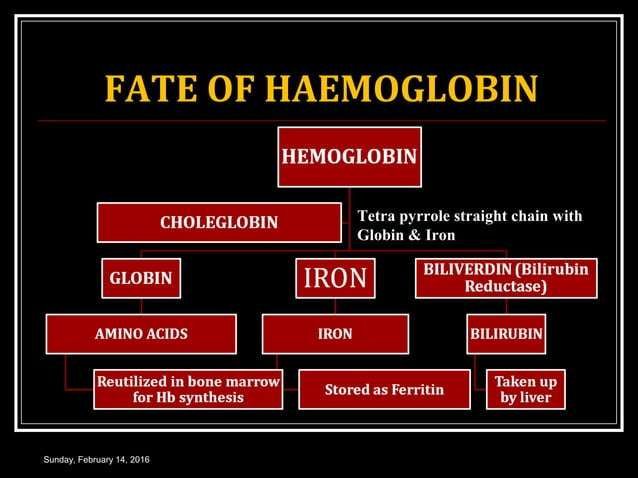 FATE OF HAEMOGLOBIN
HEMOGLOBIN
CHOLEGLOBIN
Tetra pyrrole straight chain with
Globin & Iron
GLOBIN
IRON
BILIVERDIN (Bilirubin
Reductase)
AMINO ACIDS
IRON
BILIRUBIN
Reutilized in bone marrow
for Hb synthesis
Stored as Ferritin
Taken up
by liver
Sunday, February 14, 2016